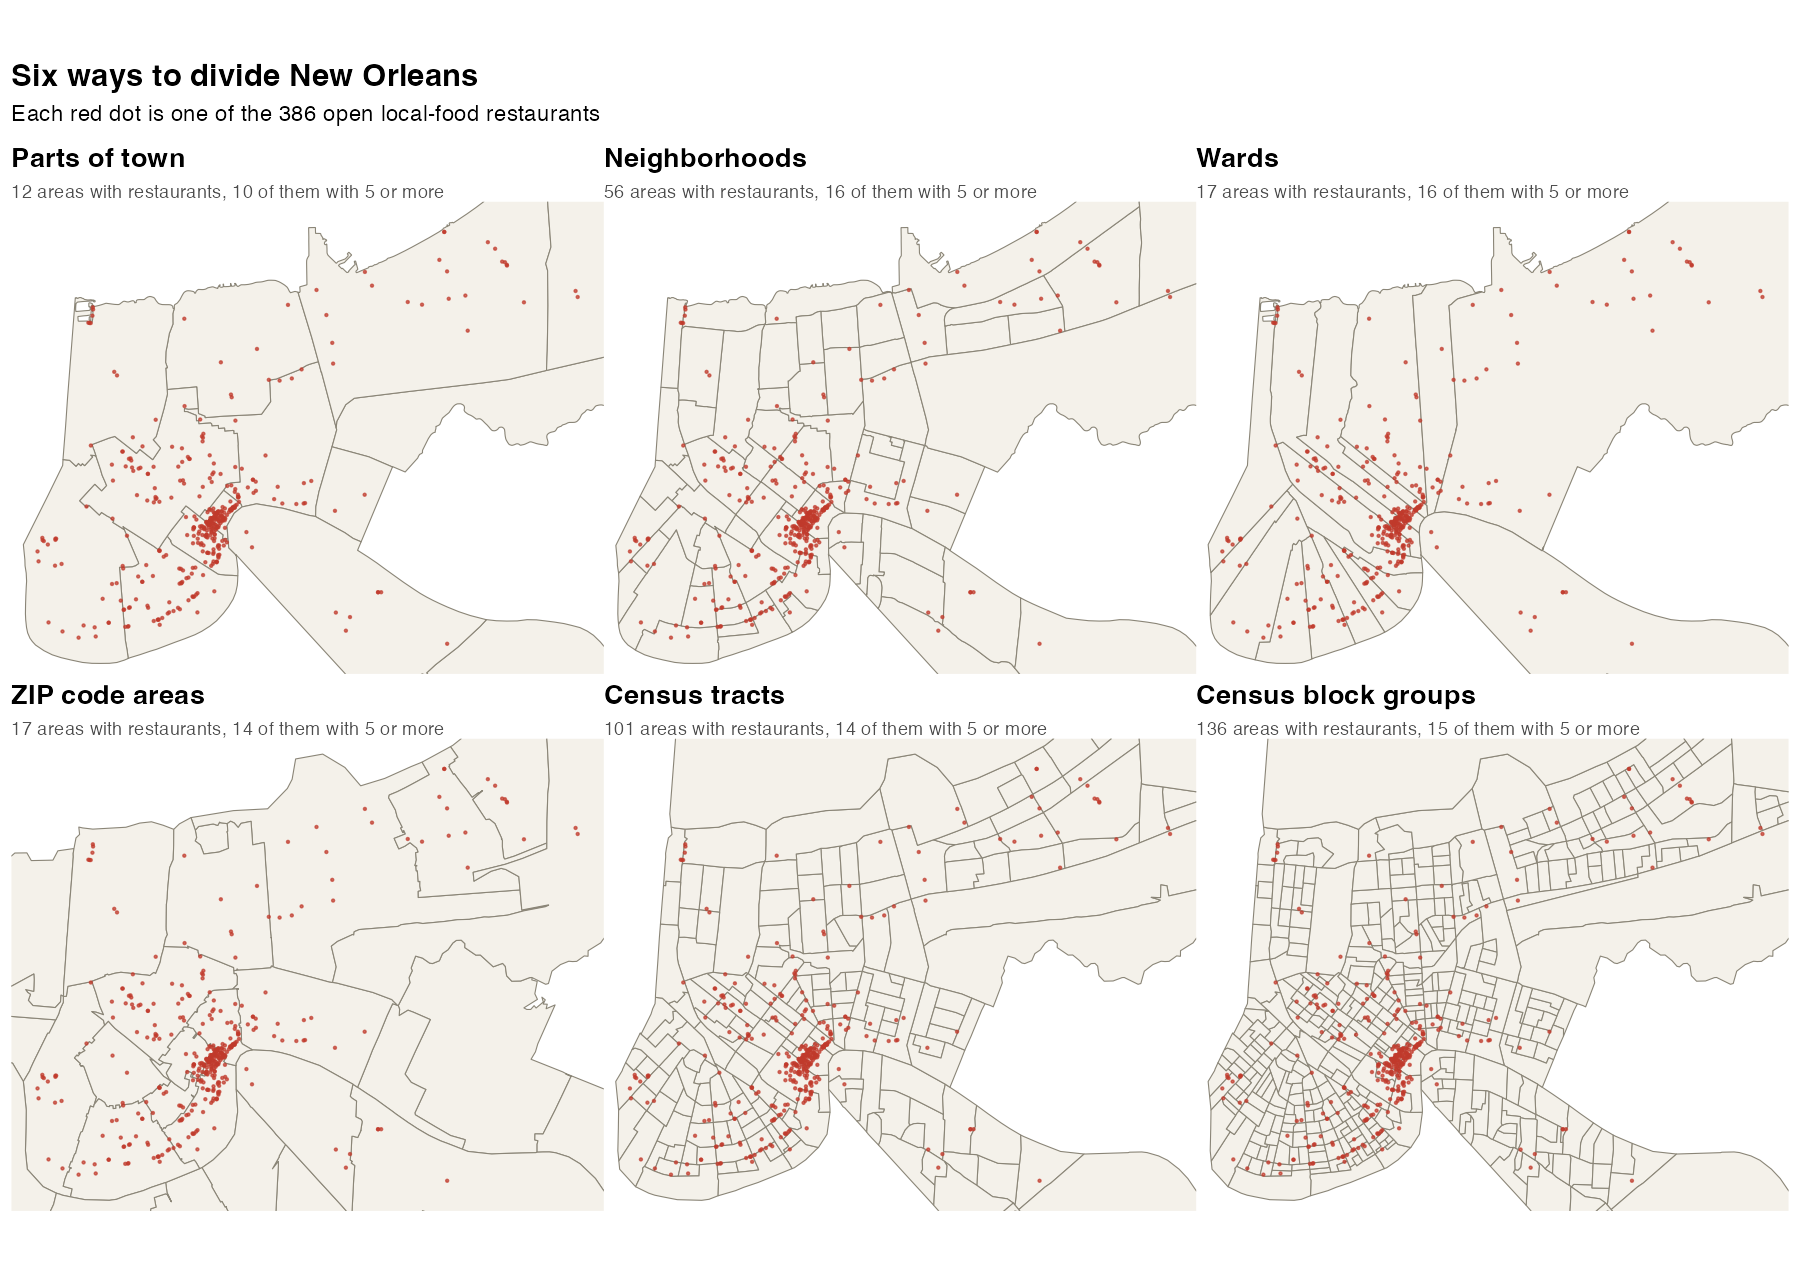 Six ways to divide New Orleans
Each red dot is one of the 386 open local-food restaurants
Parts of town
12 areas with restaurants, 10 of them with 5 or more
Neighborhoods
56 areas with restaurants, 16 of them with 5 or more
Wards
17 areas with restaurants, 16 of them with 5 or more
ZIP code areas
17 areas with restaurants, 14 of them with 5 or more
Census tracts
101 areas with restaurants, 14 of them with 5 or more
Census block groups
136 areas with restaurants, 15 of them with 5 or more